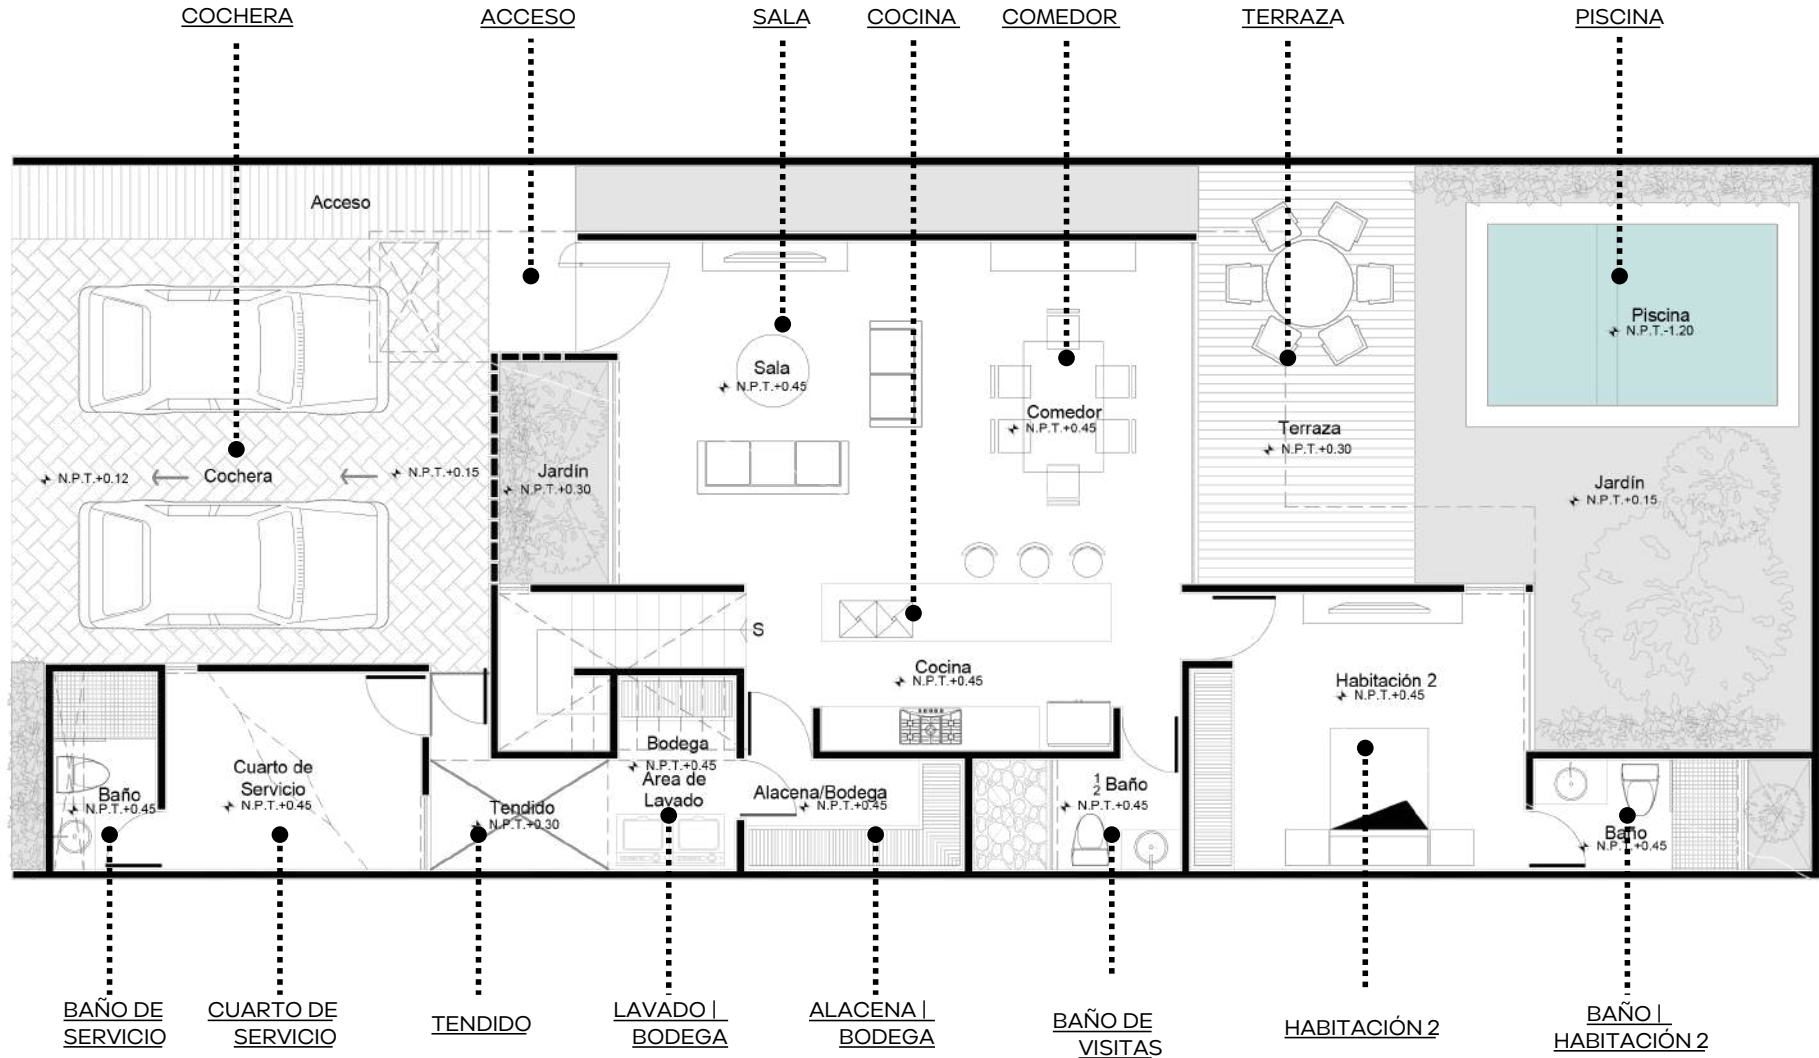 COCHERA
ACCESO
SALA
COCINA
COMEDOR
TERRAZA
PISCINA
Acceso
Piscina
N.P.T.-1.20
Sala
N.P.T.+0.45
Comedor
N.P.T.+0.45
Terraza
N.P.T.+0.30
N.P.T.+0.12
Cochera
N.P.T.+0.15
Jardín
N.P.T.+0.30
Jardín
N.P.T.+0.15
S
Cocina
N.P.T.+0.45
Habitación 2
N.P.T.+0.45
Bodega
N.P.T.+0.45
Area de
Lavado
Cuarto de
Servicio
N.P.T.+0.45
Baño
N.P.T.+0.45
Tendido
N.P.T.+0.30
Alacena/Bodega
N.P.T.+0.45
1/2 Baño
N.P.T.+0.45
Baño
N.P.T.+0.45
BAÑO DE
SERVICIO
CUARTO DE
SERVICIO
TENDIDO
LAVADO |
BODEGA
ALACENA |
BODEGA
BAÑO DE
VISITAS
HABITACIÓN 2
BAÑO |
HABITACIÓN 2